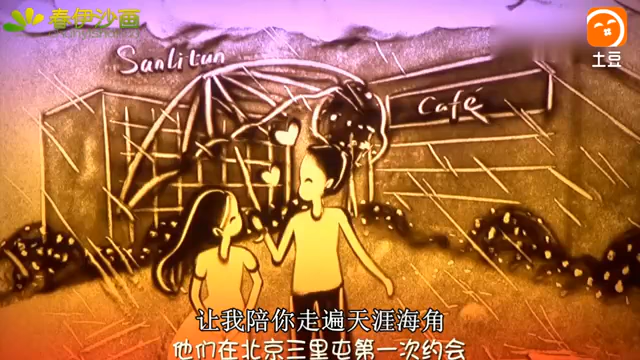 春伊沙画
土豆
Sanlitun
Café
让我陪你走遍天涯海角
他们在北京三里屯第一次约会